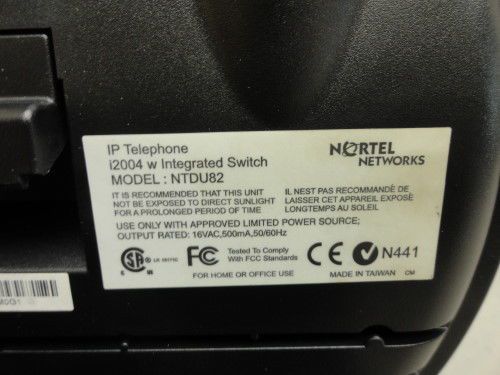 IP Telephone
i2004 w Integrated Switch
MODEL : NTDU82
NORTEL
NETWORKS
IT IS RECOMMENDED THAT THIS UNIT
NOT BE EXPOSED TO DIRECT SUNLIGHT
FOR A PROLONGED PERIOD OF TIME
IL NEST PAS RECOMANDÉ DE
LAISSER CET APPAREIL EXPOSÉ
LONGTEMPS AU SOLEIL
USE ONLY WITH APPROVED LIMITED POWER SOURCE;
OUTPUT RATED: 16VAC,500mA,50/60Hz
Tested To Comply
With FCC Standards
FOR HOME OR OFFICE USE
CE
N441
MADE IN TAIWAN
CM